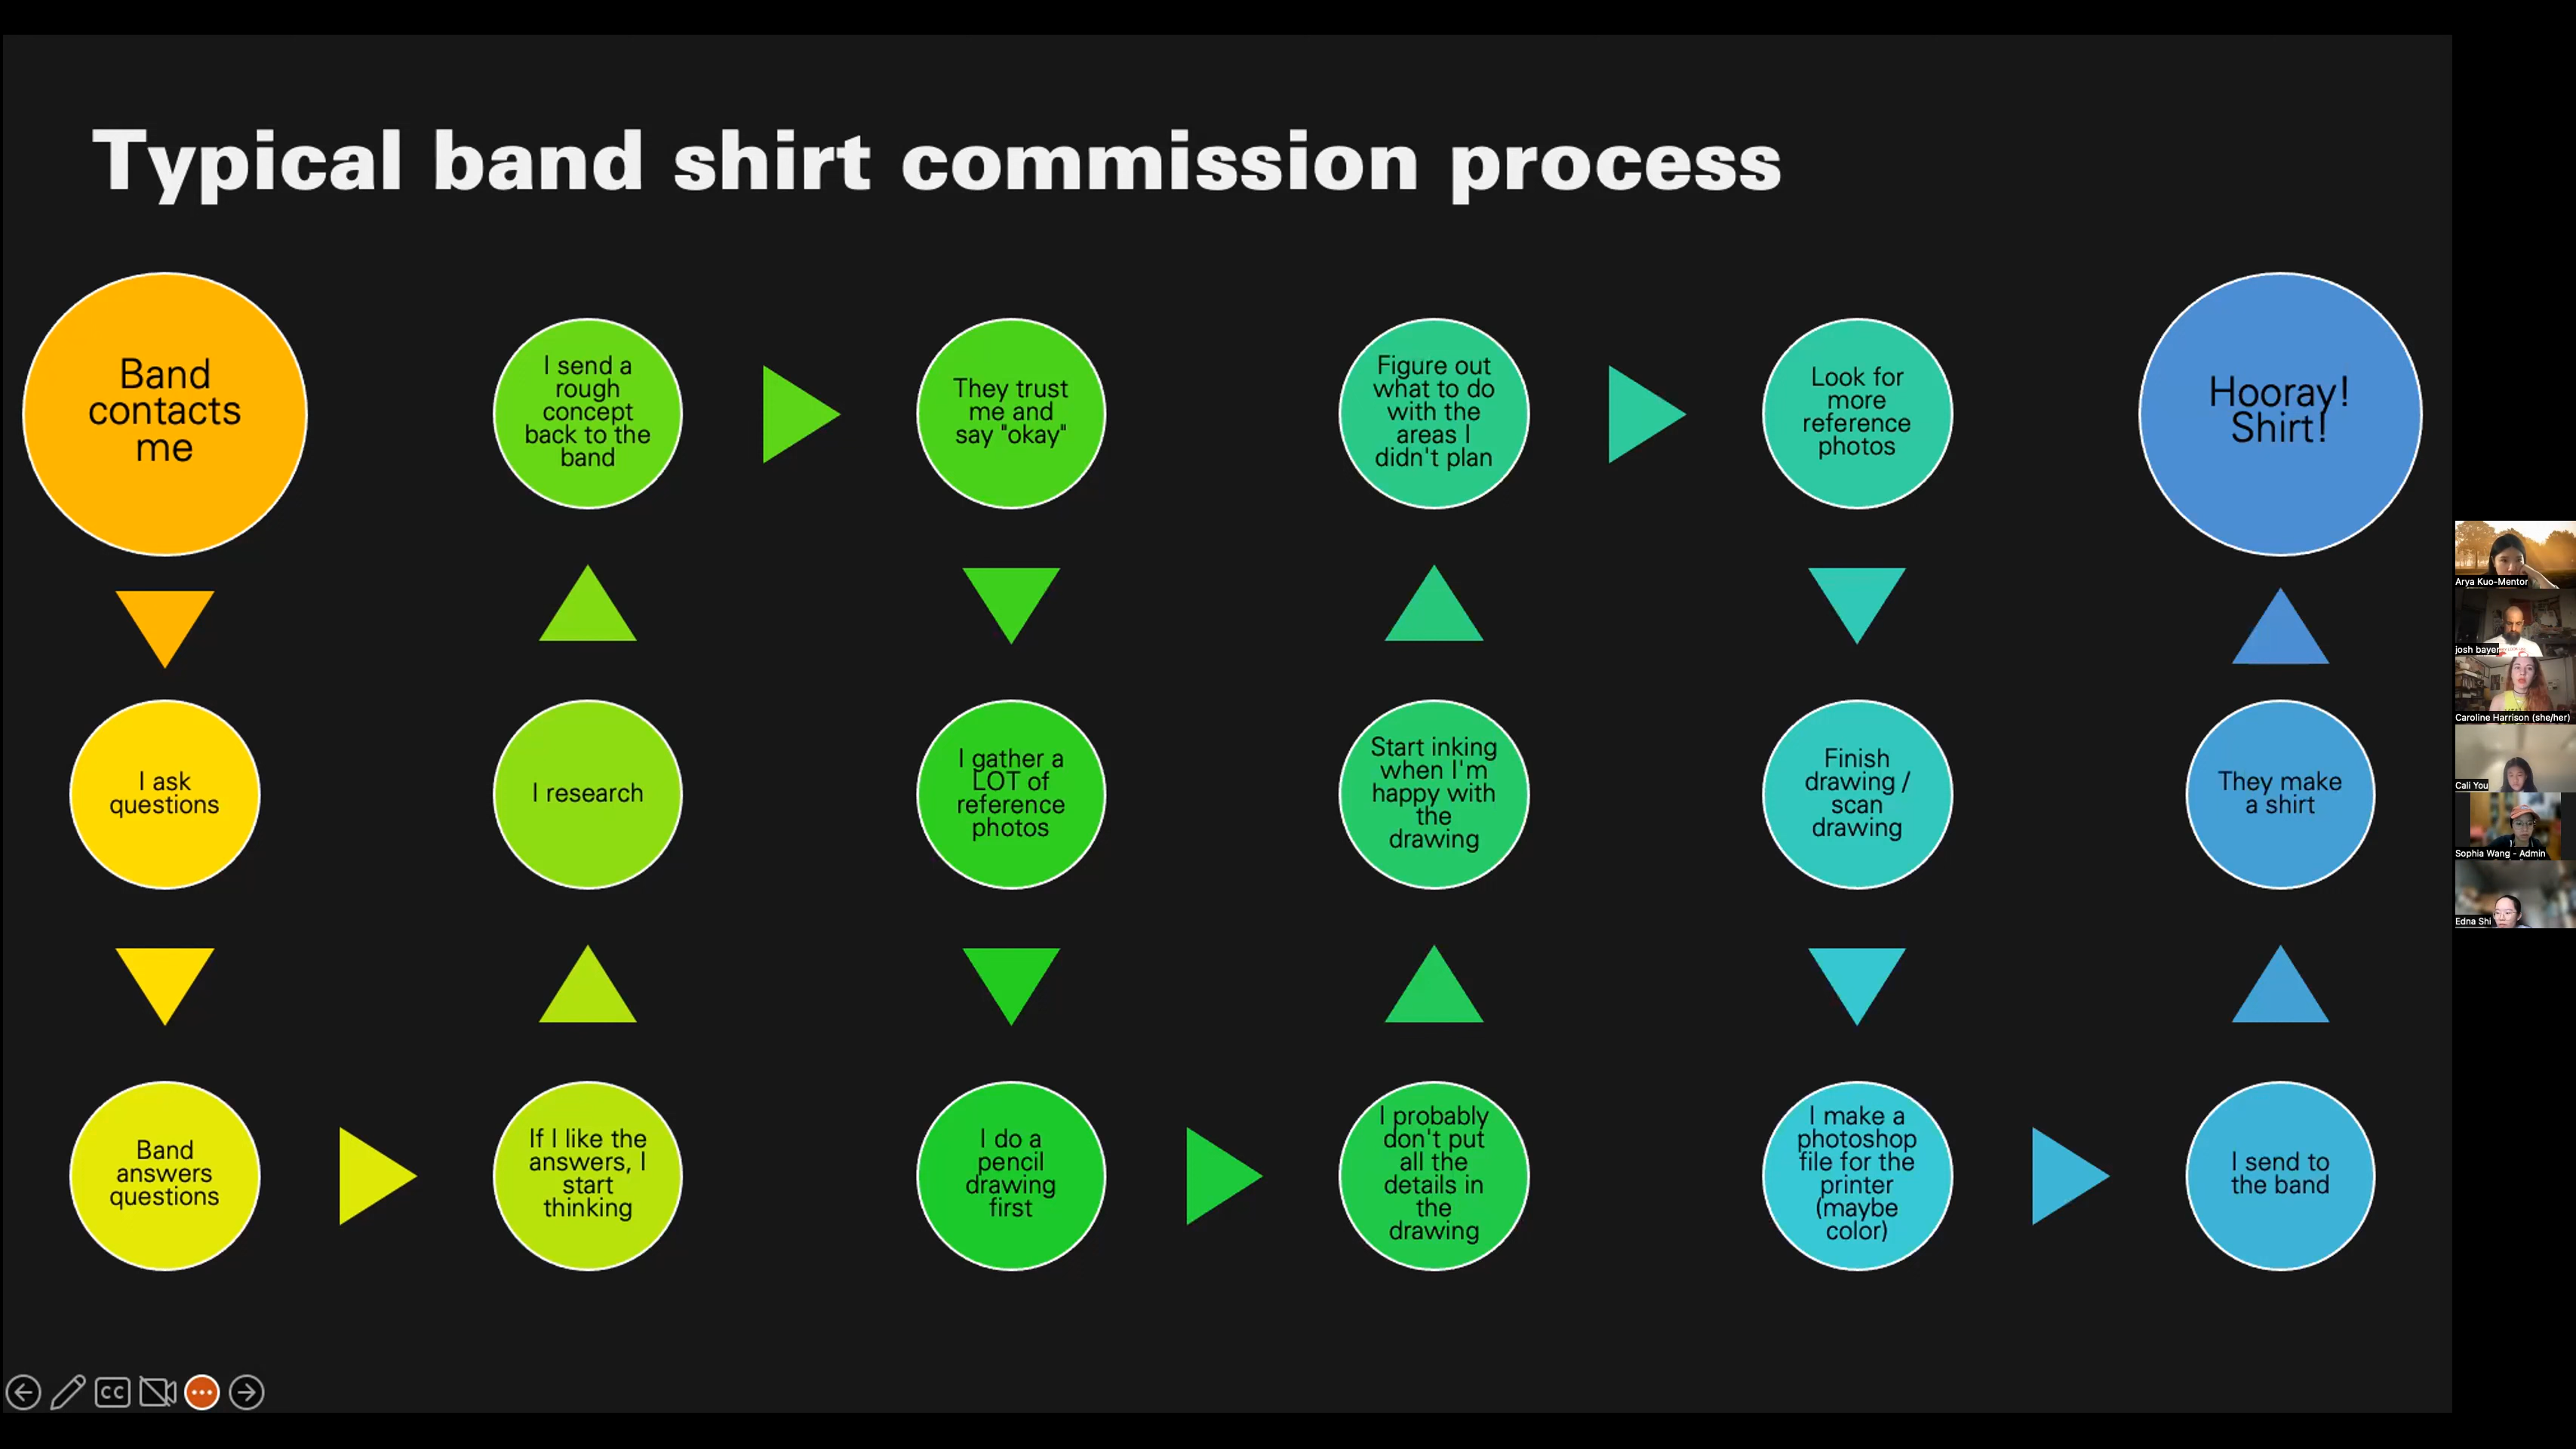 Typical band shirt commission process
Band
contacts
me
I ask
questions
Band
answers
questions
If I like the
answers, I
start
thinking
I research
I send a
rough
concept
back to the
band
They trust
me and
say "okay"
I gather a
LOT of
reference
photos
I do a
pencil
drawing
first
I probably
don't put
all the
details in
the
drawing
Start inking
when I'm
happy with
the
drawing
Figure out
what to do
with the
areas I
didn't plan
Look for
more
reference
photos
Finish
drawing /
scan
drawing
I make a
photoshop
file for the
printer
(maybe
color)
I send to
the band
They make
a shirt
Hooray!
Shirt!
Arya Kuo-Mentor
josh bayer
Caroline Harrison (she/her)
Cali You
Sophia Wang - Admin
Edna Shi
CC